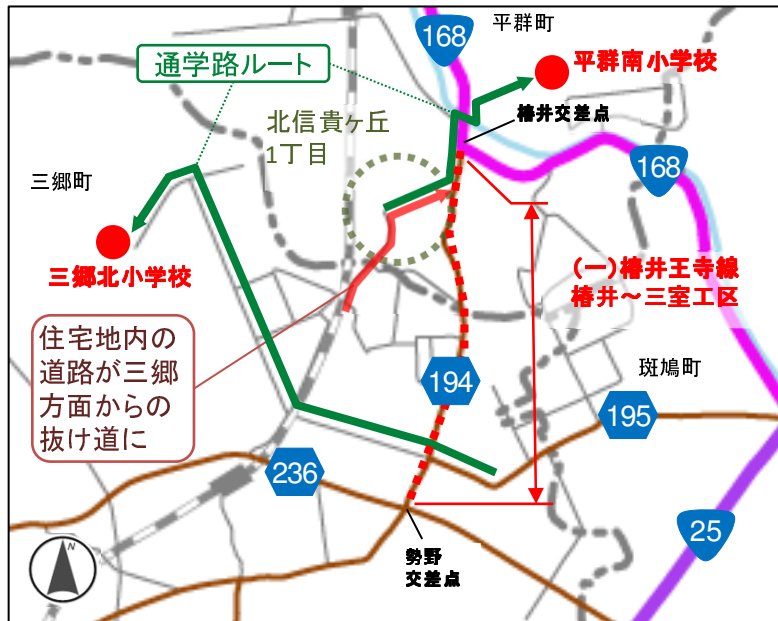 平群町
168
通学路ルート
平群南小学校
椿井交差点
北信貴ヶ丘
1丁目
168
三郷町
三郷北小学校
(一)椿井王寺線
椿井～三室工区
住宅地内の
道路が三郷
方面からの
抜け道に
194
斑鳩町
195
236
25
勢野
交差点
N